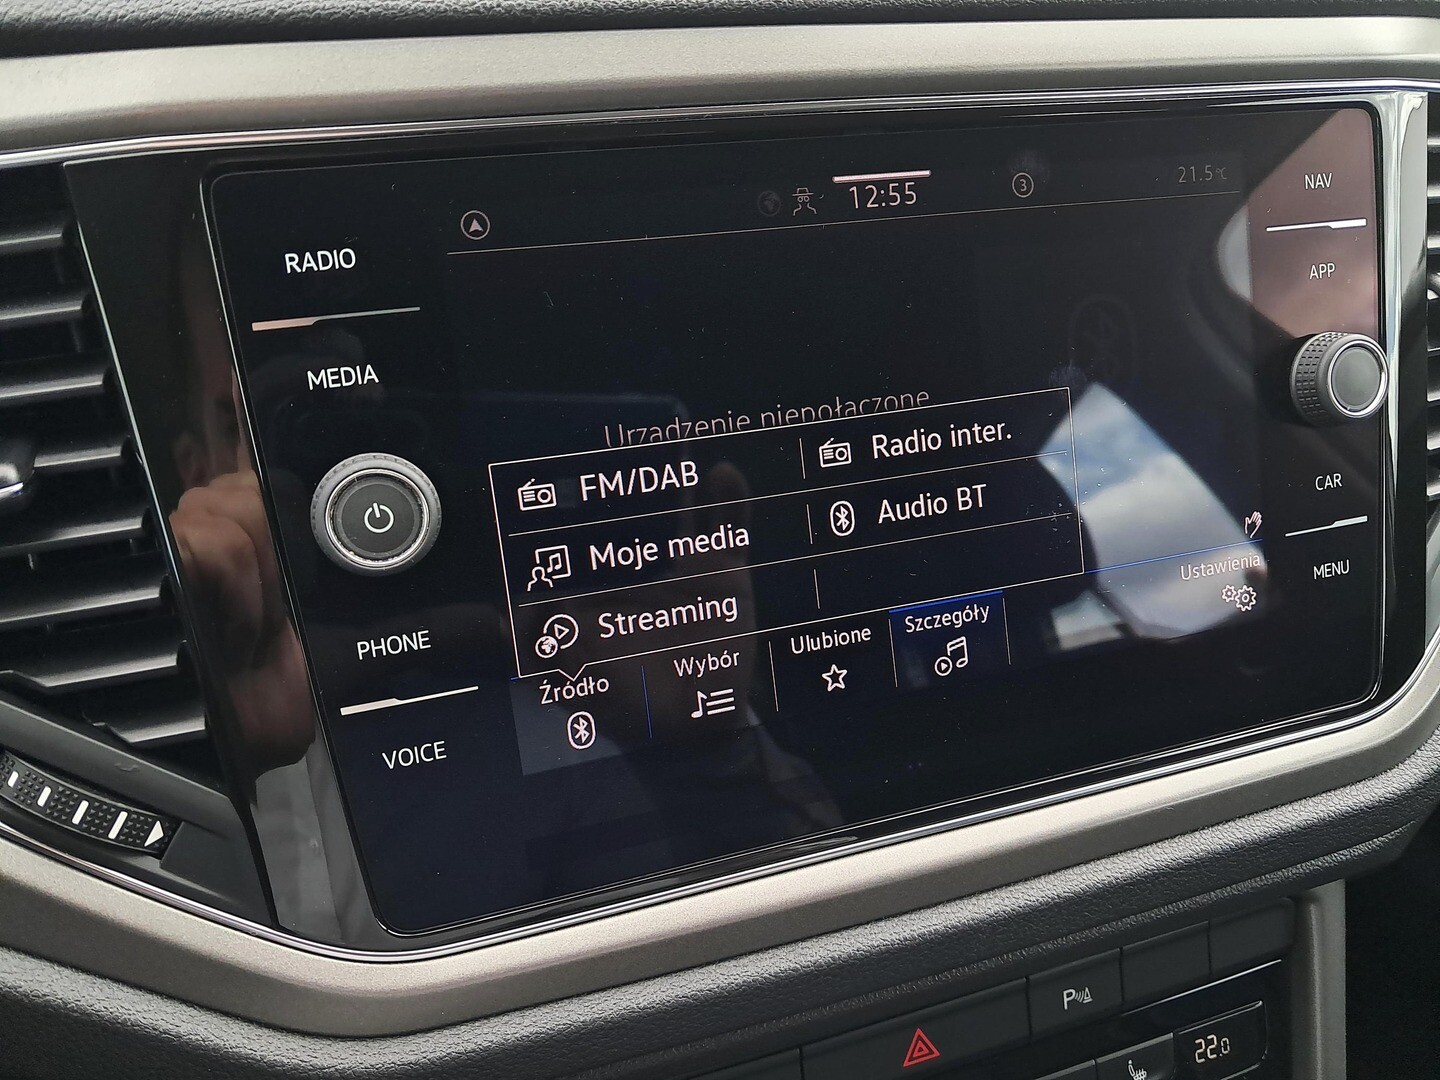 12:55
3
21.5°C
RADIO
MEDIA
PHONE
VOICE
NAV
APP
CAR
MENU
Urządzenie niepołączone
FM/DAB
Radio inter.
Moje media
Audio BT
Streaming
Źródło
Wybór
Ulubione
Szczegóły
Ustawienia
P
22.0